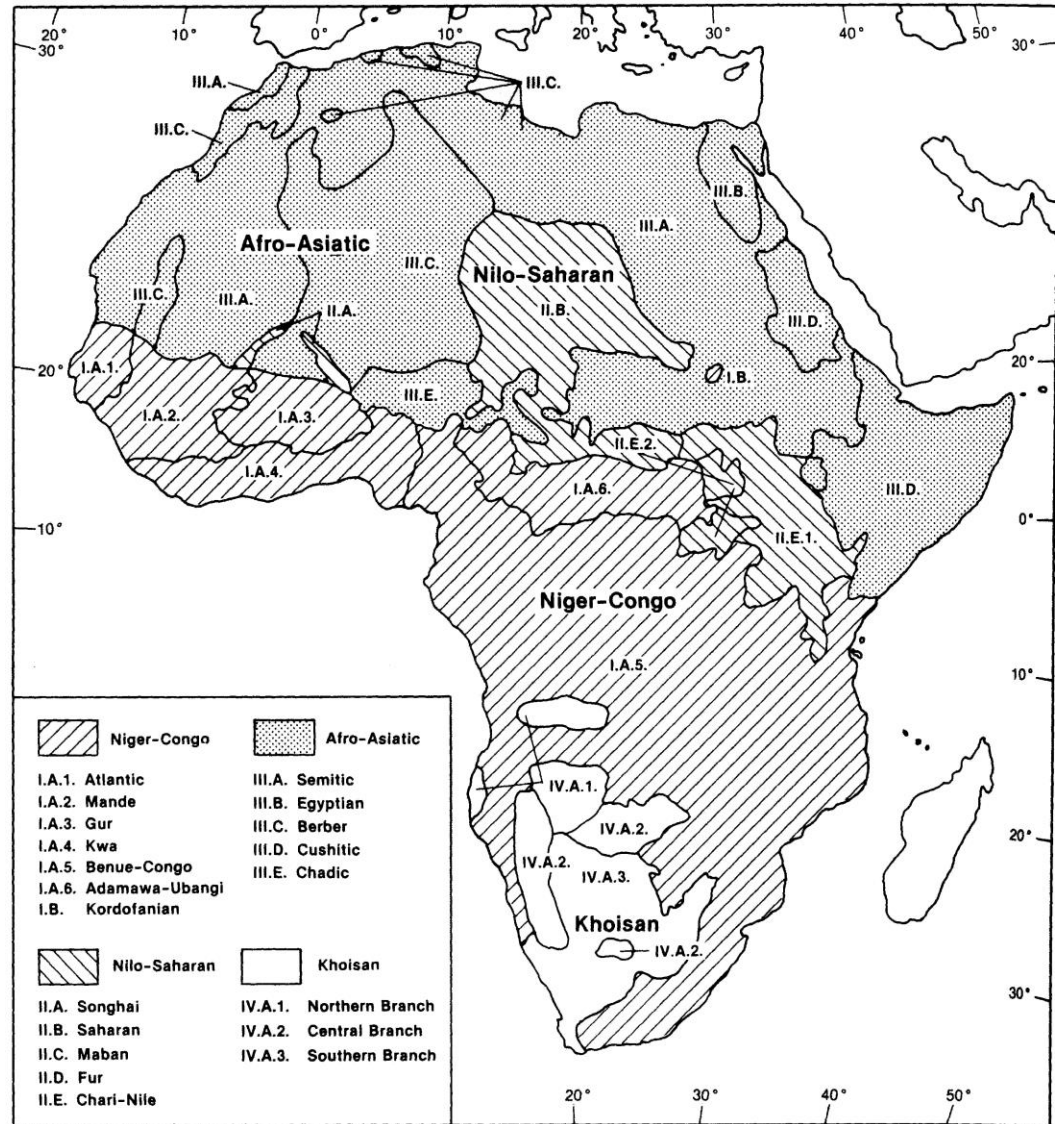 10° 0° 10° 20° 30° 40° 50°
30° 30°
III.A.
III.C.
III.C.
III.B.
III.A.
Afro-Asiatic
III.C.
Nilo-Saharan
III.C.
III.A.
II.B.
III.D.
II.A.
I.A.1.
20° 20°
I.B.
III.E.
I.A.2.
I.A.3.
II.E.2.
I.A.4.
I.A.6.
III.D.
10° 0°
II.E.1.
Niger-Congo
I.A.5.
10°
IV.A.1.
IV.A.2.
20°
IV.A.2.
IV.A.3.
Khoisan
IV.A.2.
30°
20° 30° 40° 50°
Niger-Congo
I.A.1. Atlantic
I.A.2. Mande
I.A.3. Gur
I.A.4. Kwa
I.A.5. Benue-Congo
I.A.6. Adamawa-Ubangi
I.B. Kordofanian
Afro-Asiatic
III.A. Semitic
III.B. Egyptian
III.C. Berber
III.D. Cushitic
III.E. Chadic
Nilo-Saharan
II.A. Songhai
II.B. Saharan
II.C. Maban
II.D. Fur
II.E. Chari-Nile
Khoisan
IV.A.1. Northern Branch
IV.A.2. Central Branch
IV.A.3. Southern Branch